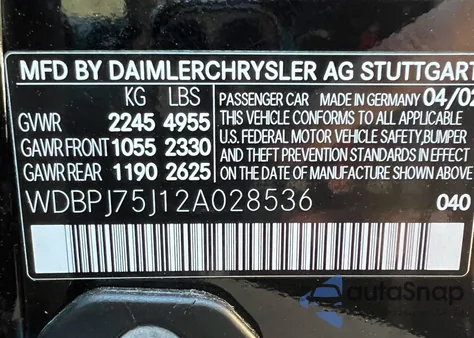 MFD BY DAIMLERCHRYSLER AG STUTTGART
KG LBS
GVWR 2245 4955
GAWR FRONT 1055 2330
GAWR REAR 1190 2625
PASSENGER CAR MADE IN GERMANY 04/02
THIS VEHICLE CONFORMS TO ALL APPLICABLE
U.S. FEDERAL MOTOR VEHICLE SAFETY, BUMPER
AND THEFT PREVENTION STANDARDS IN EFFECT
ON THE DATE OF MANUFACTURE SHOWN ABOVE
WDBPJ75J12A028536 040
autoSnap